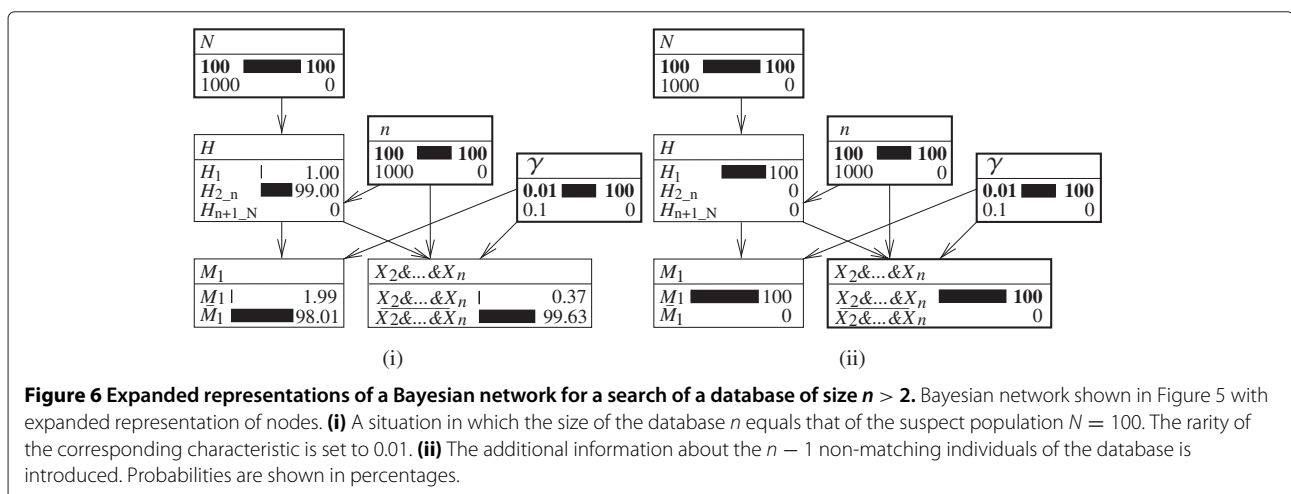 N
100 100
1000 0
n
100 100
1000 0
H
H1 1.00
H2_n 99.00
Hn+1_N 0
γ
0.01 100
0.1 0
M1
M1 1.99
M̄1 98.01
X2&...&Xn
X2&...&Xn 0.37
X̅2&...&Xn̅ 99.63
(i)
N
100 100
1000 0
n
100 100
1000 0
H
H1 100
H2_n 0
Hn+1_N 0
γ
0.01 100
0.1 0
M1
M1 100
M̄1 0
X2&...&Xn
X2&...&Xn 100
X̅2&...&Xn̅ 0
(ii)
Figure 6 Expanded representations of a Bayesian network for a search of a database of size n > 2. Bayesian network shown in Figure 5 with
expanded representation of nodes. (i) A situation in which the size of the database n equals that of the suspect population N = 100. The rarity of
the corresponding characteristic is set to 0.01. (ii) The additional information about the n − 1 non-matching individuals of the database is
introduced. Probabilities are shown in percentages.